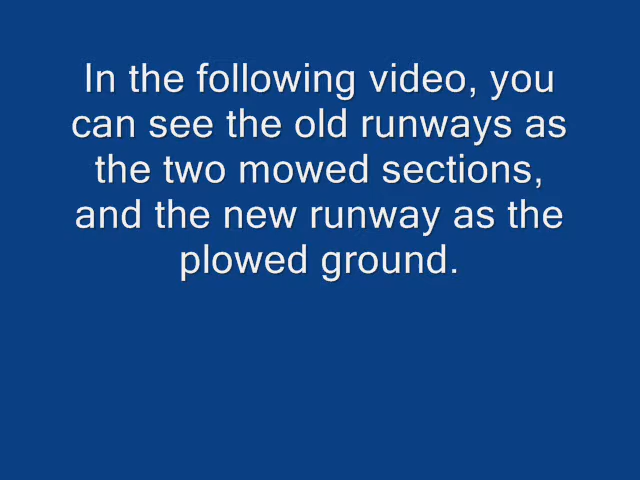 In the following video, you
can see the old runways as
the two mowed sections,
and the new runway as the
plowed ground.